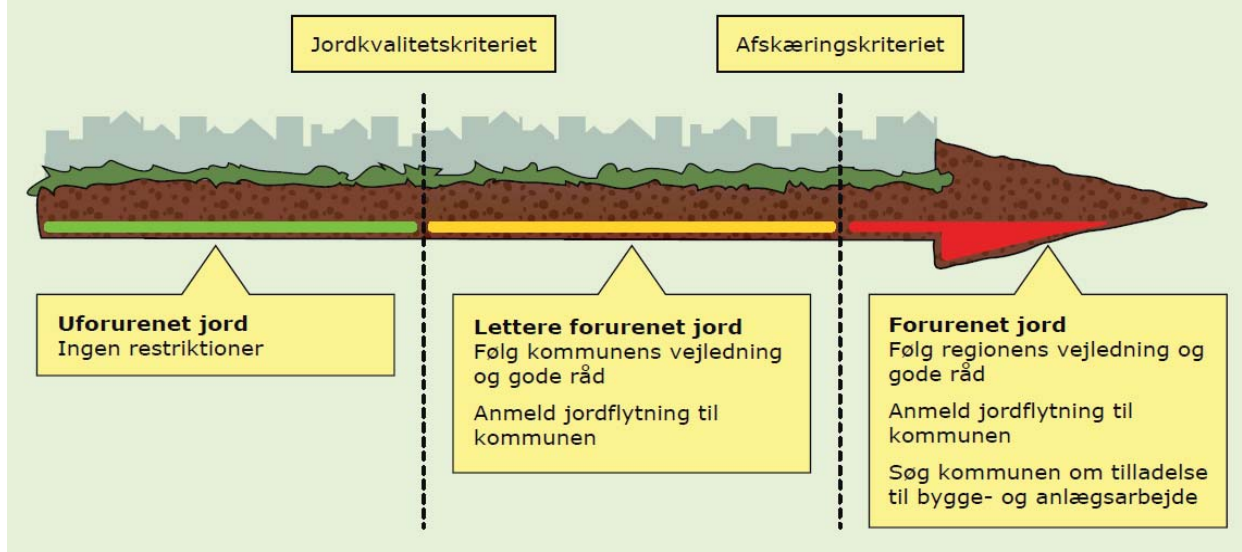 Jordkvalitetskriteriet
Afskæringskriteriet
Uforurenet jord
Ingen restriktioner
Lettere forurenet jord
Følg kommunens vejledning
og gode råd
Anmeld jordflytning til
kommunen
Forurenet jord
Følg regionens vejledning og
gode råd
Anmeld jordflytning til
kommunen
Søg kommunen om tilladelse
til bygge- og anlægsarbejde